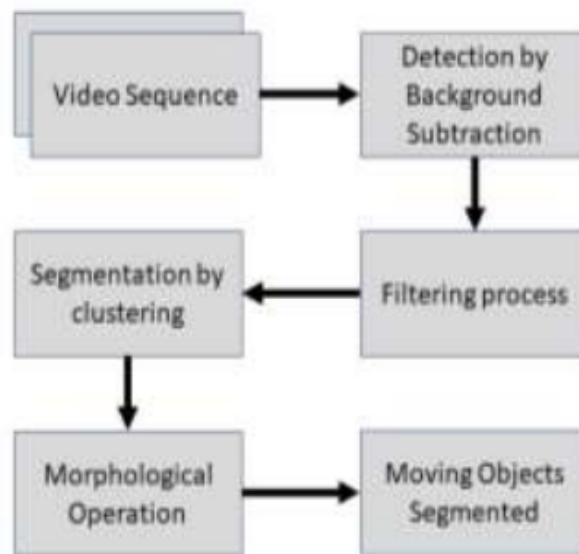 Video Sequence
Detection by
Background
Subtraction
Filtering process
Segmentation by
clustering
Morphological
Operation
Moving Objects
Segmented